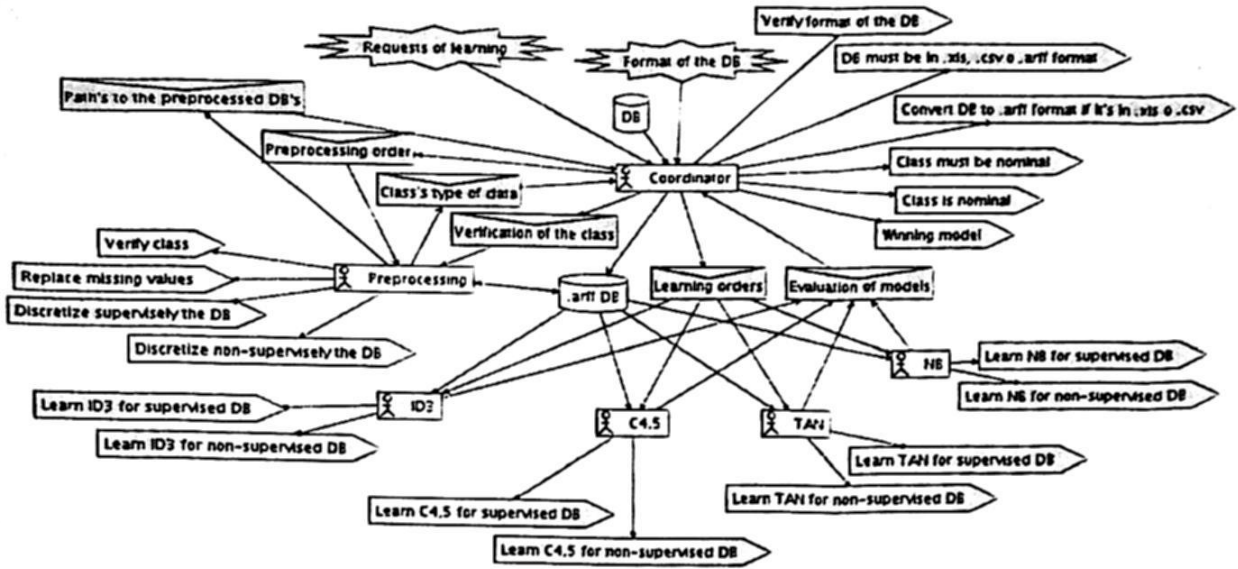 Verify format of the DB
Requests of learning
Format of the DB
DB must be in .xls, .csv o .arff format
Path's to the preprocessed DB's
DB
Convert DB to .arff format if it's in .xls o .csv
Preprocessing order
Class must be nominal
Coordinator
Class's type of data
Class is nominal
Verification of the class
Winning model
Verify class
Replace missing values
Preprocessing
.arff DB
Learning orders
Evaluation of models
Discretize supervisely the DB
Discretize non-supervisely the DB
NB
Learn NB for supervised DB
Learn NB for non-supervised DB
Learn ID3 for supervised DB
ID3
Learn ID3 for non-supervised DB
C4,5
TAN
Learn TAN for supervised DB
Learn TAN for non-supervised DB
Learn C4,5 for supervised DB
Learn C4,5 for non-supervised DB